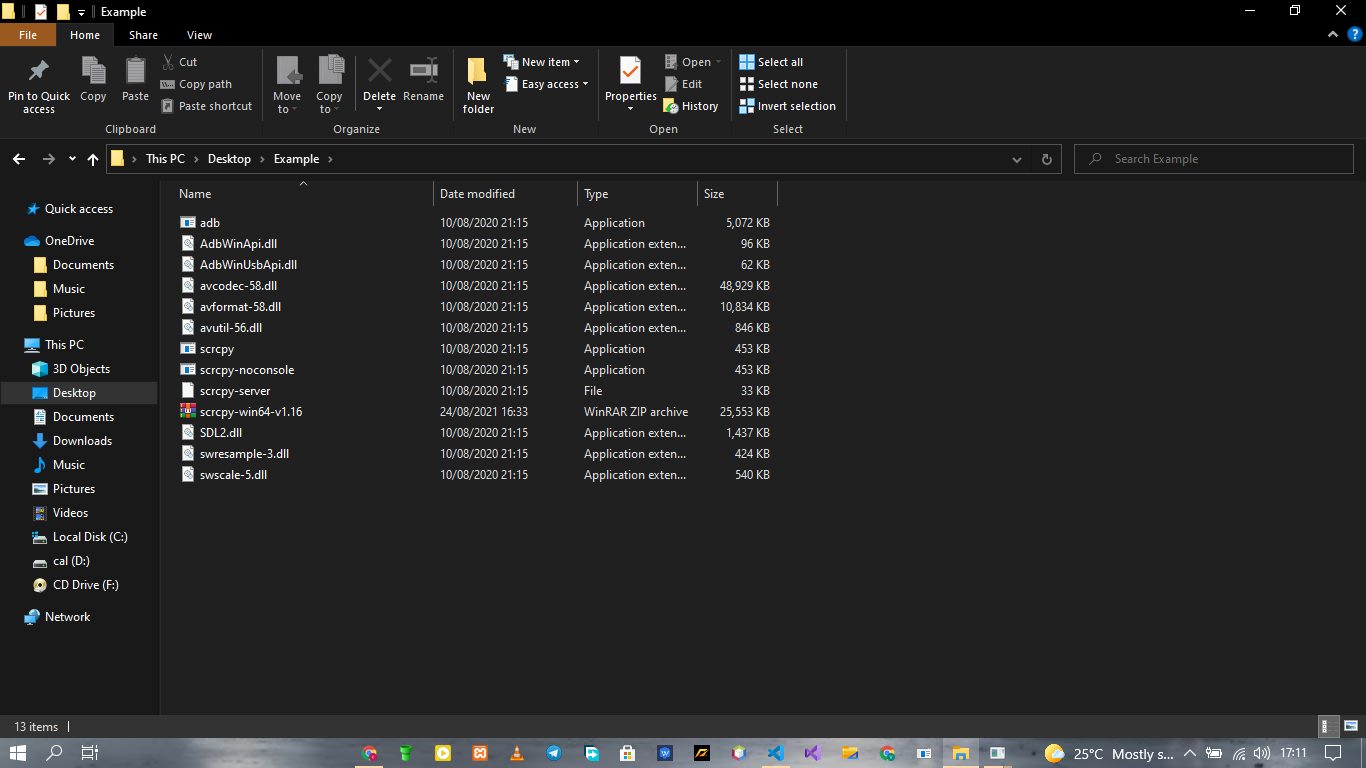 Example
File Home Share View
Pin to Quick access
Copy
Paste
Cut
Copy path
Paste shortcut
Clipboard
Move to
Copy to
Delete
Rename
Organize
New folder
New item
Easy access
New
Properties
Open
Edit
History
Open
Select all
Select none
Invert selection
Select
This PC Desktop Example
Search Example
Quick access
OneDrive
Documents
Music
Pictures
This PC
3D Objects
Desktop
Documents
Downloads
Music
Pictures
Videos
Local Disk (C:)
cal (D:)
CD Drive (F:)
Network
Name Date modified Type Size
adb 10/08/2020 21:15 Application 5,072 KB
AdbWinApi.dll 10/08/2020 21:15 Application exten... 96 KB
AdbWinUsbApi.dll 10/08/2020 21:15 Application exten... 62 KB
avcodec-58.dll 10/08/2020 21:15 Application exten... 48,929 KB
avformat-58.dll 10/08/2020 21:15 Application exten... 10,834 KB
avutil-56.dll 10/08/2020 21:15 Application exten... 846 KB
scrcpy 10/08/2020 21:15 Application 453 KB
scrcpy-noconsole 10/08/2020 21:15 Application 453 KB
scrcpy-server 10/08/2020 21:15 File 33 KB
scrcpy-win64-v1.16 24/08/2021 16:33 WinRAR ZIP archive 25,553 KB
SDL2.dll 10/08/2020 21:15 Application exten... 1,437 KB
swresample-3.dll 10/08/2020 21:15 Application exten... 424 KB
swscale-5.dll 10/08/2020 21:15 Application exten... 540 KB
13 items
25°C Mostly s... 17:11